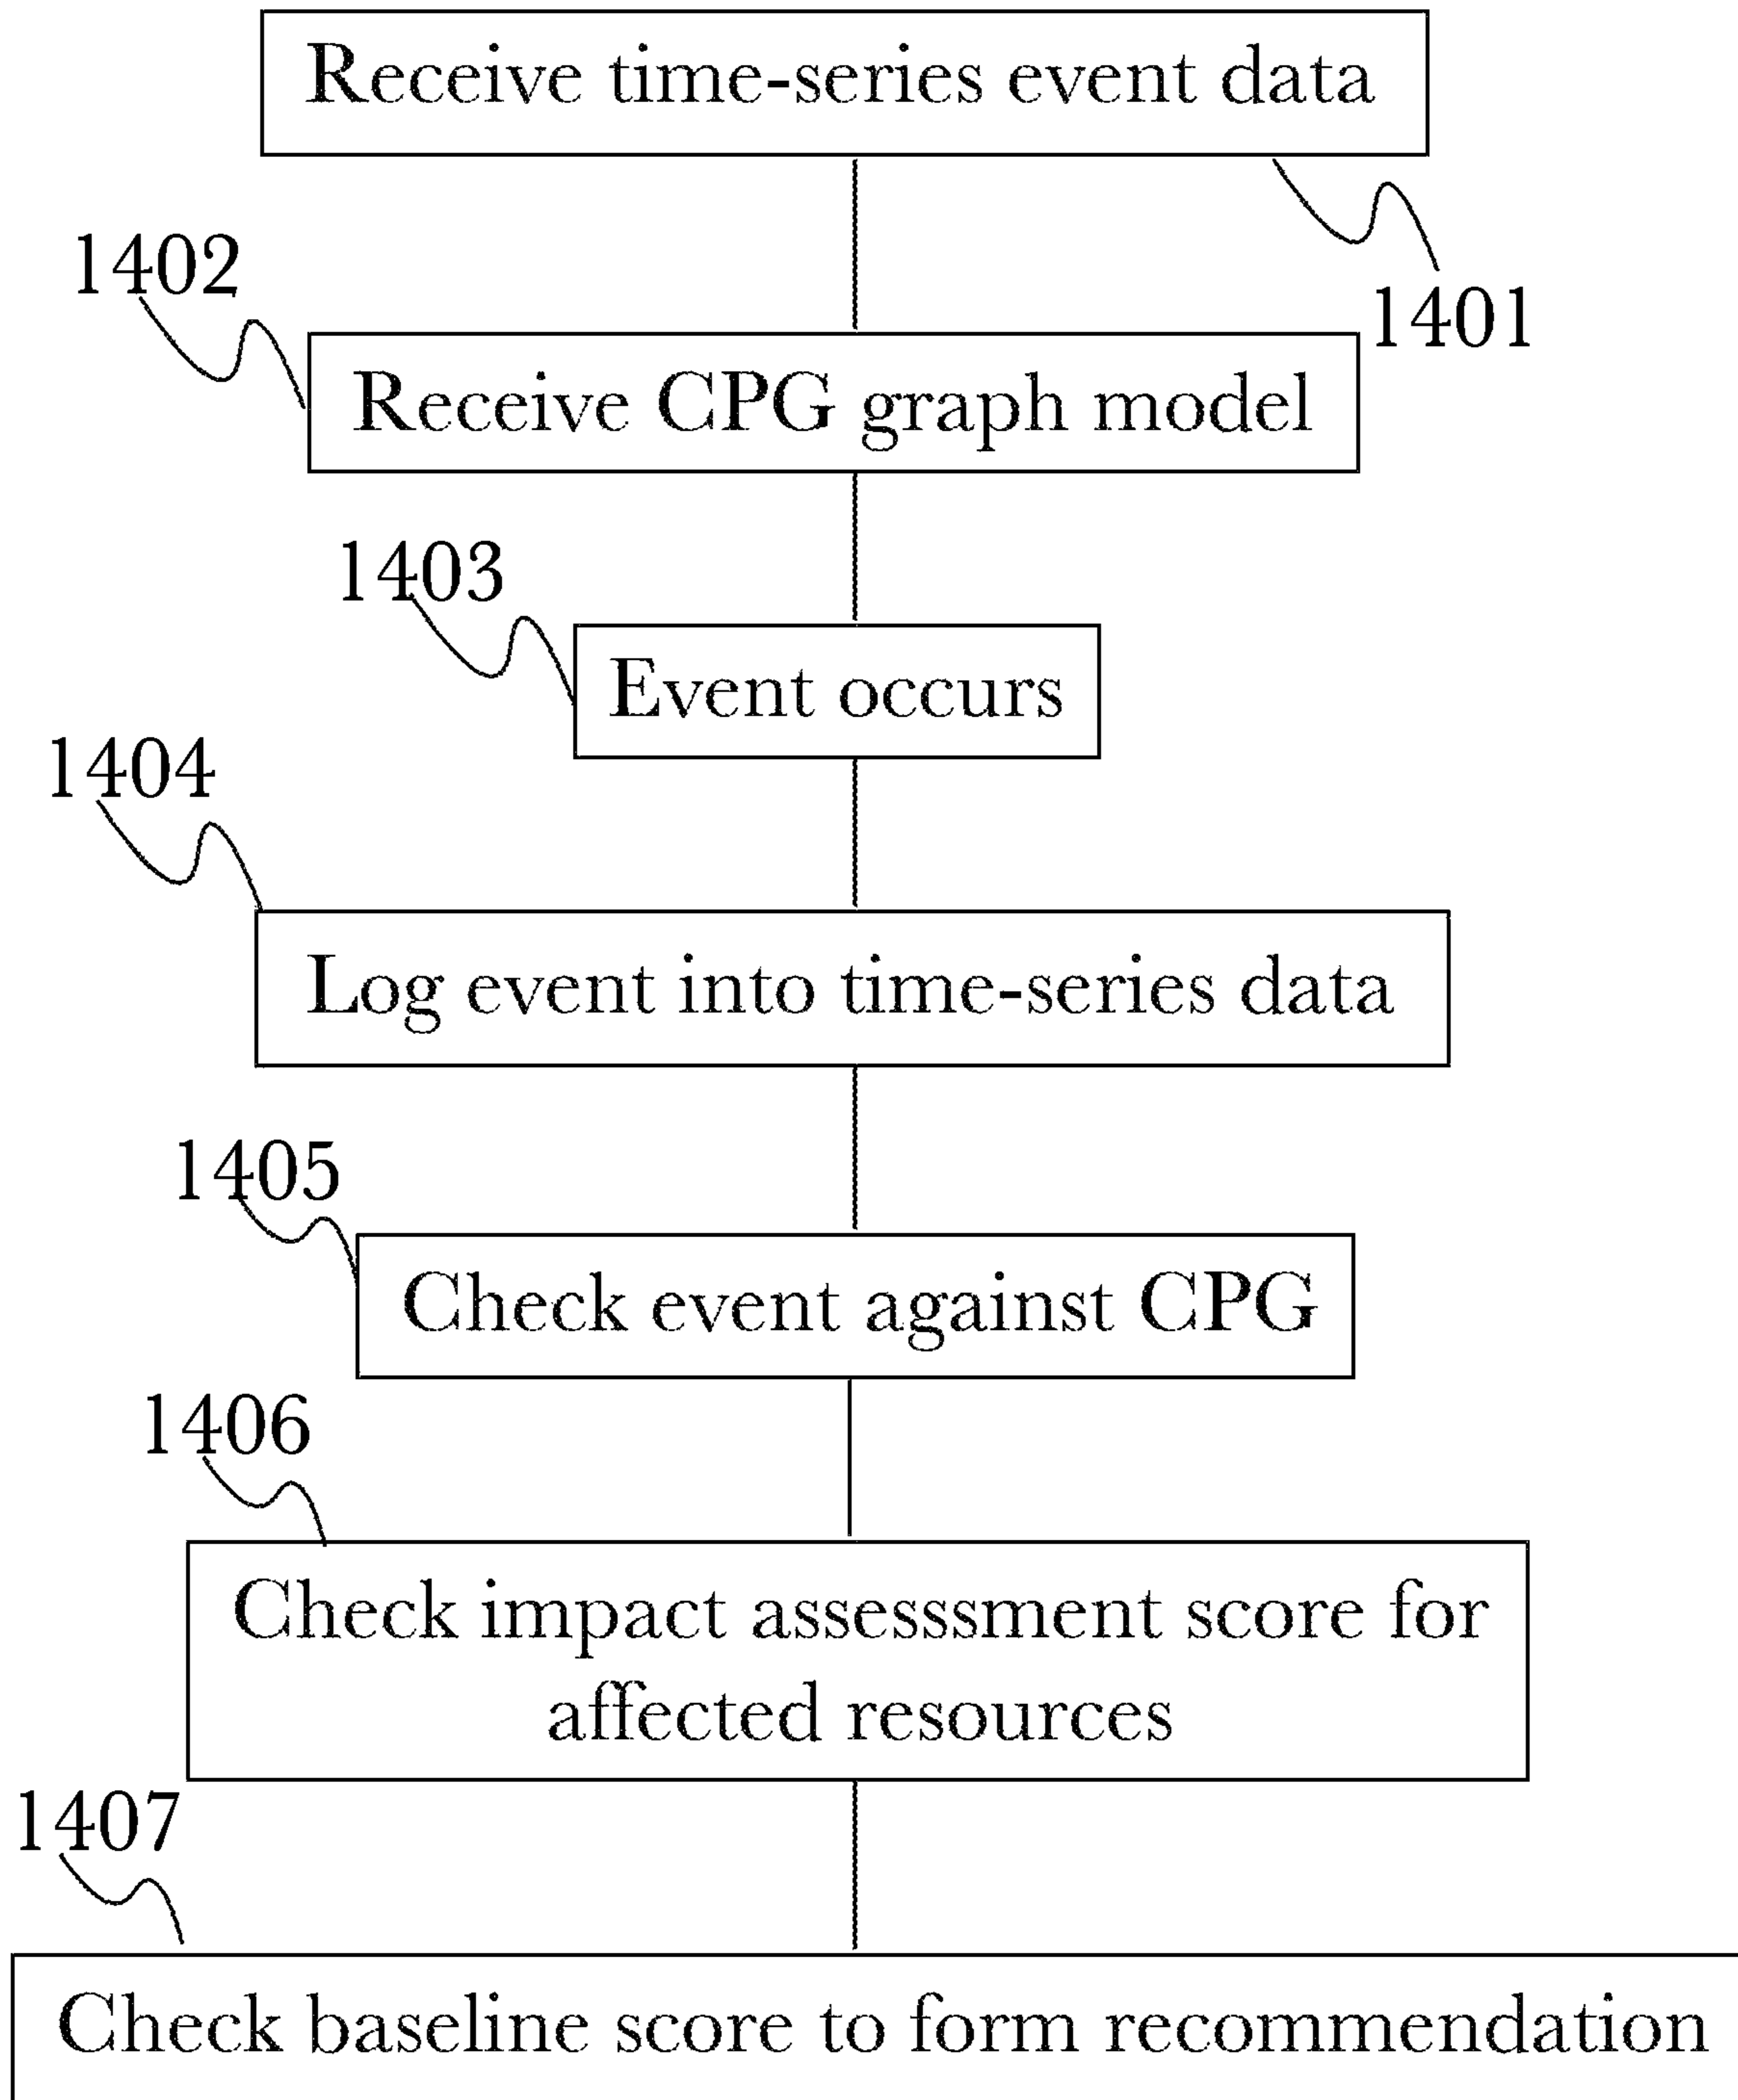 Receive time-series event data
1401
1402
Receive CPG graph model
1403
Event occurs
1404
Log event into time-series data
1405
Check event against CPG
1406
Check impact assesssment score for
affected resources
1407
Check baseline score to form recommendation